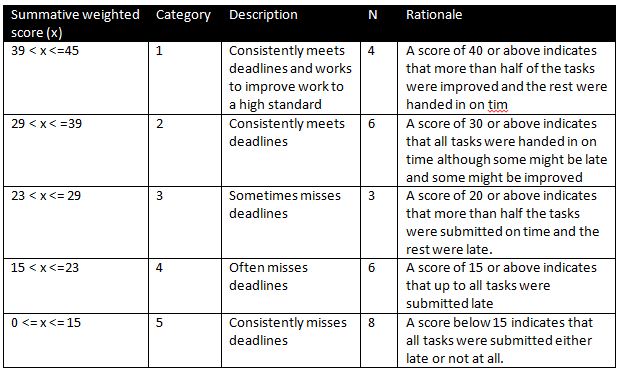 Summative weighted Category Description N Rationale
score (x)
39 < x <=45 1 Consistently meets 4 A score of 40 or above indicates
deadlines and works that more than half of the tasks
to improve work to were improved and the rest were
a high standard handed in on tim
29 < x < =39 2 Consistently meets 6 A score of 30 or above indicates
deadlines that all tasks were handed in on
time although some might be late
and some might be improved
23 < x <= 29 3 Sometimes misses 3 A score of 20 or above indicates
deadlines that more than half the tasks
were submitted on time and the
rest were late.
15 < x <=23 4 Often misses 6 A score of 15 or above indicates
deadlines that up to all tasks were
submitted late
0 <= x <= 15 5 Consistently misses 8 A score below 15 indicates that
deadlines all tasks were submitted either
late or not at all.